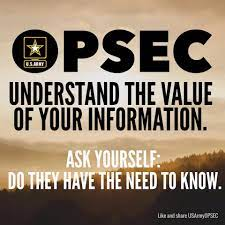 OPSEC
U.S.ARMY
UNDERSTAND THE VALUE
OF YOUR INFORMATION.
ASK YOURSELF:
DO THEY HAVE THE NEED TO KNOW.
Like and share USArmyOPSEC